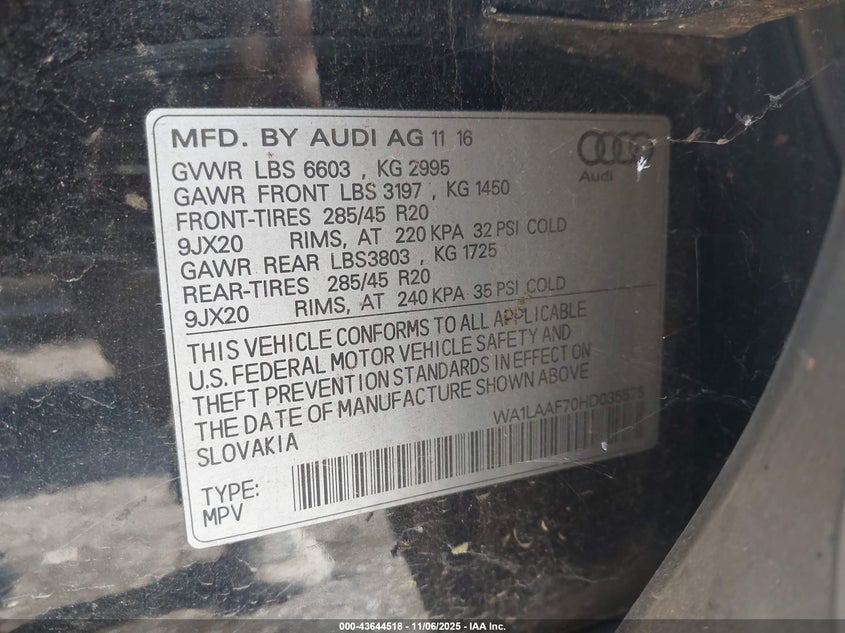 MFD. BY AUDI AG 11 16
Audi
GVWR LBS 6603 , KG 2995
GAWR FRONT LBS 3197 , KG 1450
FRONT-TIRES 285/45 R20
9JX20 RIMS, AT 220 KPA 32 PSI COLD
GAWR REAR LBS3803 , KG 1725
REAR-TIRES 285/45 R20
9JX20 RIMS, AT 240 KPA 35 PSI COLD
THIS VEHICLE CONFORMS TO ALL APPLICABLE
U.S. FEDERAL MOTOR VEHICLE SAFETY AND
THEFT PREVENTION STANDARDS IN EFFECT ON
THE DATE OF MANUFACTURE SHOWN ABOVE
SLOVAKIA
WA1LAAF70HD035575
TYPE:
MPV
000-43644518 - 11/06/2025 - IAA Inc.